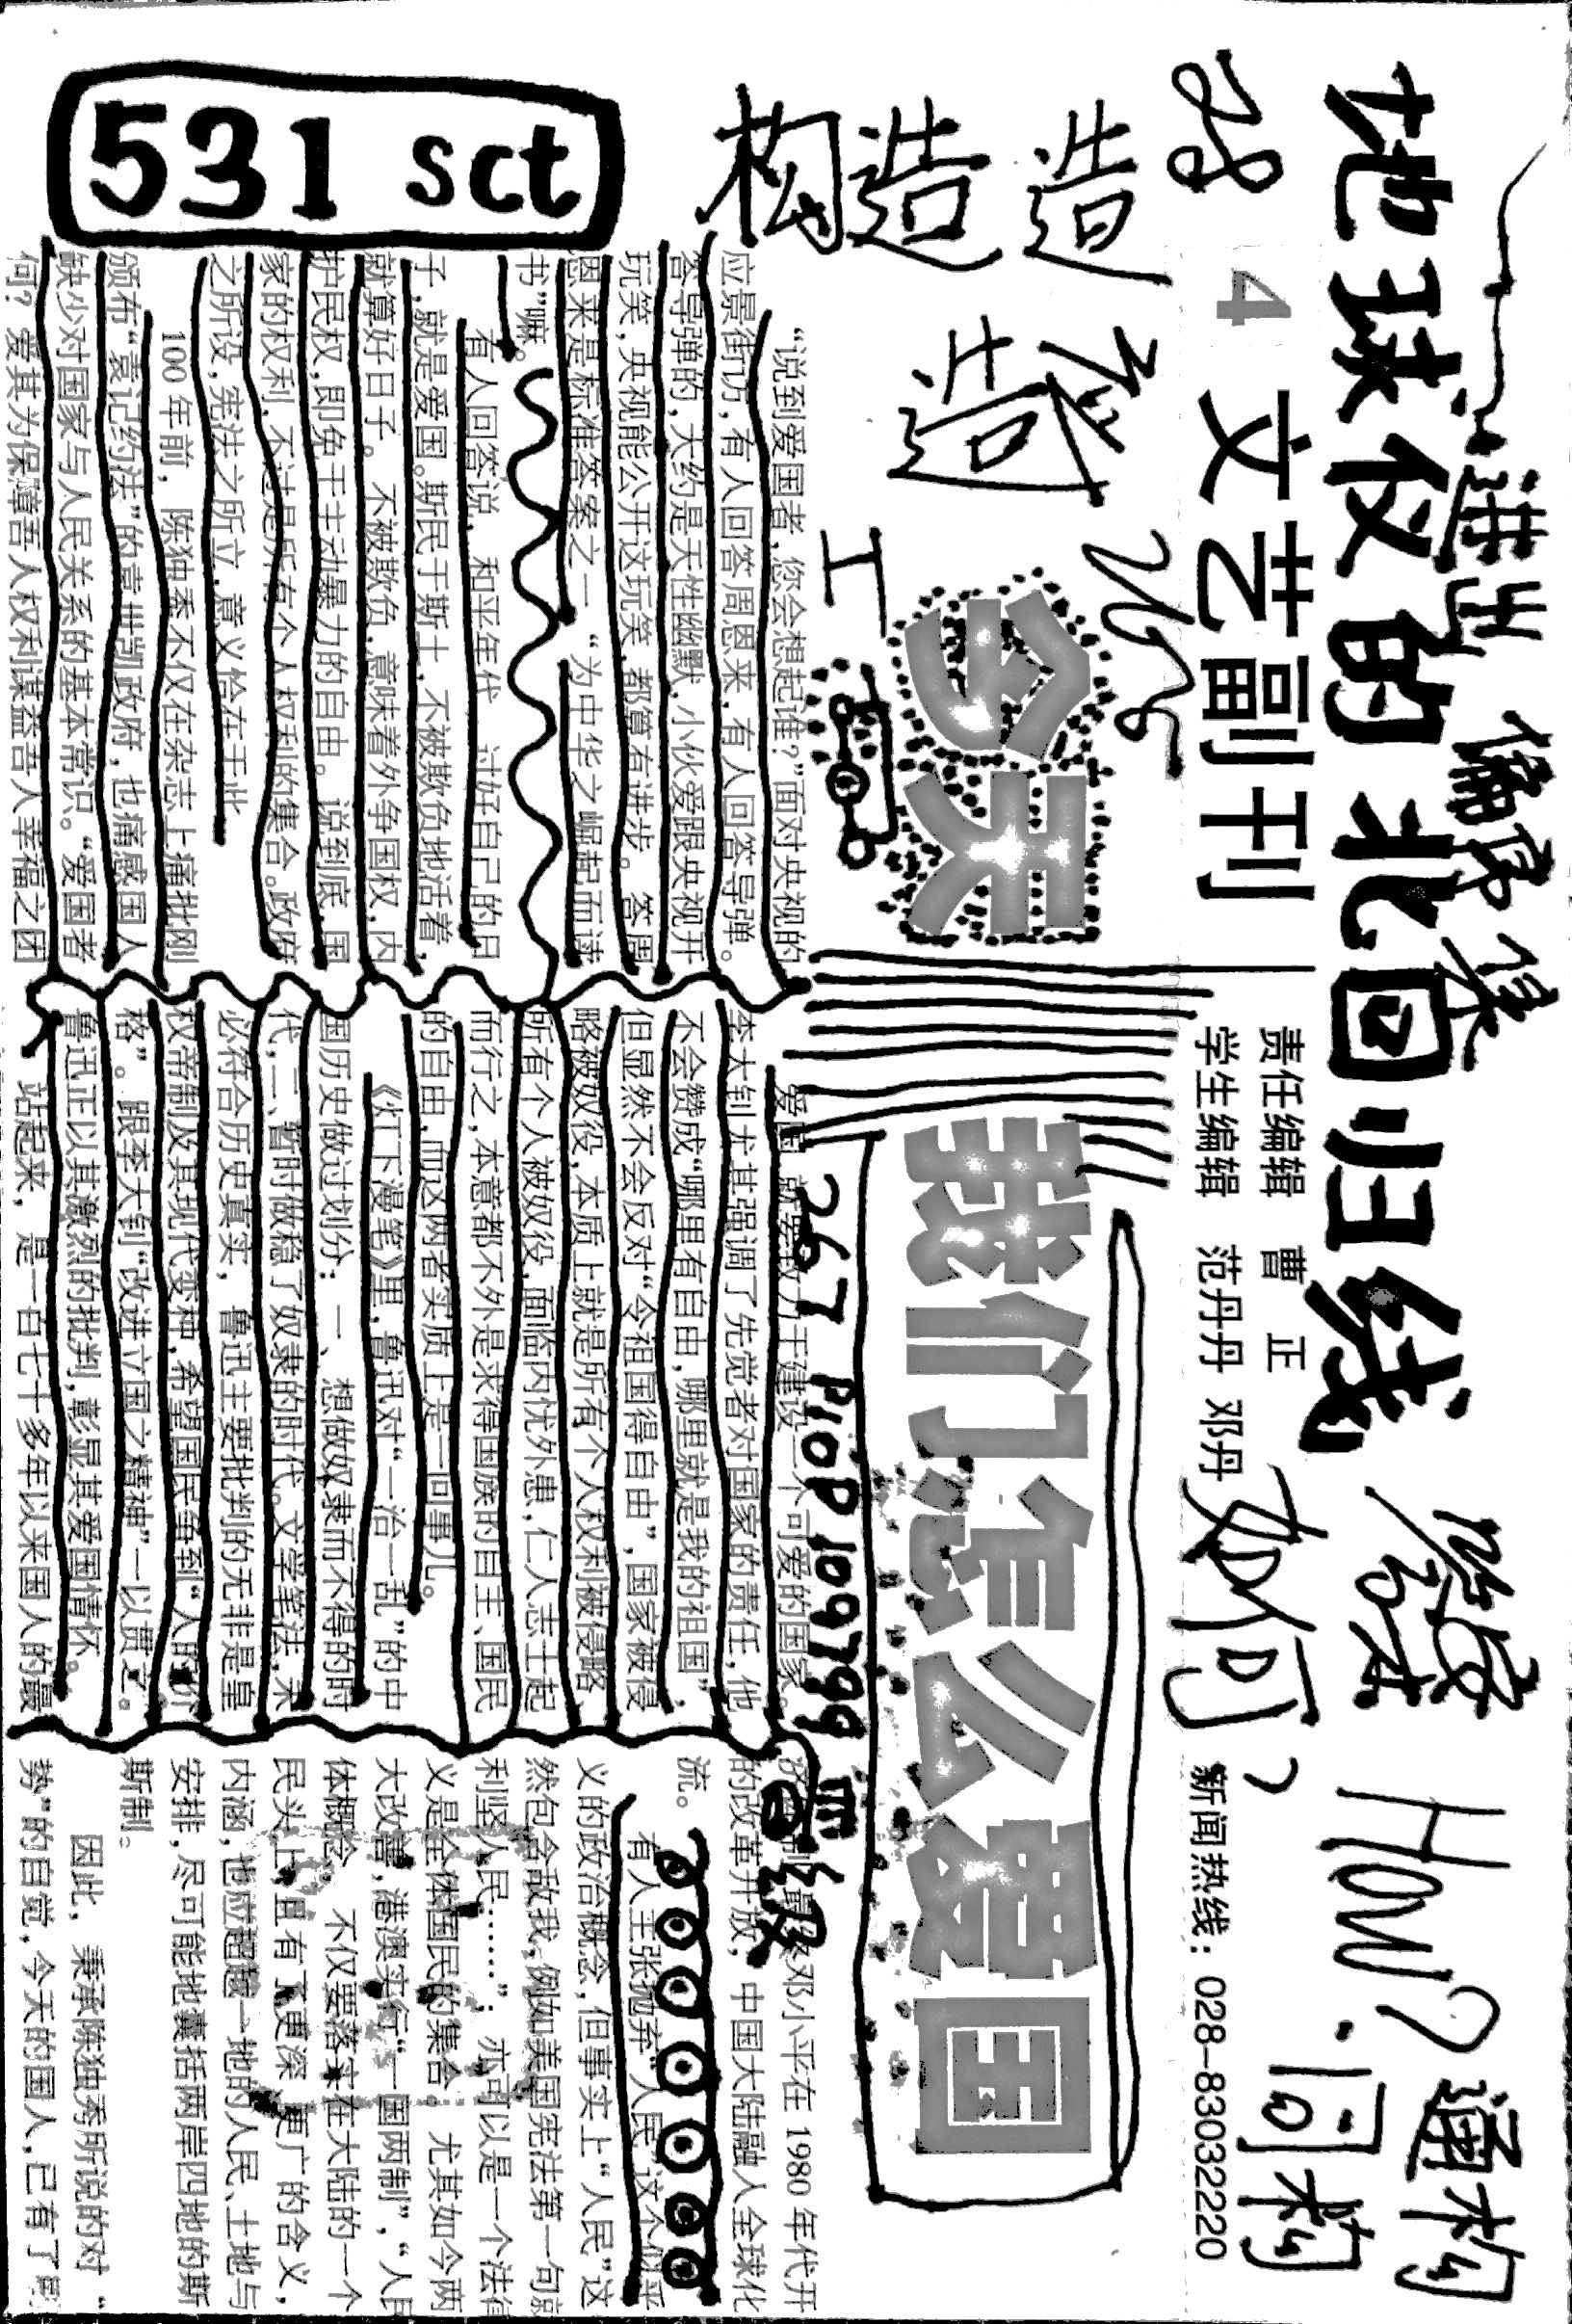 地球仪的北回归线
How?
通构
如何?
问构
28
4 文艺副刊
责任编辑 曹 正
学生编辑 范丹丹 邓丹
新闻热线：028-83032220
构造
造
造
工
今天
我们怎么爱国
267 PIOP 109799
531 sct
“说到爱国者，您会想起谁？”面对央视的
应景街访，有人回答周恩来，有人回答导弹。
答导弹的，大约是天性幽默，小伙爱跟央视开
玩笑，央视能公开这玩笑，都算有进步。答周
恩来是标准答案之一——“为中华之崛起而读
书”嘛。
有人回答说，和平年代，过好自己的日
子，就是爱国。斯民于斯土，不被欺负地活着，
就算好日子。不被欺负，意味着外争国权，内
护民权，即免于主动暴力的自由。说到底，国
家的权利，不过是所有个人权利的集合。政府
之所设，宪法之所立，意义恰在于此。
100 年前，陈独秀不仅在杂志上痛批刚
颁布“袁记约法”的袁世凯政府，也痛感国人
缺少对国家与人民关系的基本常识。“爱国者
何？爱其为保障吾人权利谋益吾人幸福之团
爱国，就要致力于建设一个可爱的国家。
李大钊尤其强调了先觉者对国家的责任，他
不会赞成“哪里有自由，哪里就是我的祖国”，
但显然不会反对“令祖国得自由”，国家被侵
略被奴役，本质上就是所有个人权利被侵略、
所有个人被奴役，面临内忧外患，仁人志士起
而行之，本意都不外是求得国族的自主、国民
的自由，而这两者实质上是一回事儿。
《灯下漫笔》里，鲁迅对“一治一乱”的中
国历史做过划分：一、想做奴隶而不得的时
代，二、暂时做稳了奴隶的时代。文学笔法，未
必符合历史真实，鲁迅主要批判的无非是皇
权帝制及其现代变种，希望国民争到“人的价
格”。跟李大钊“改进立国之精神”一以贯之。
鲁迅正以其激烈的批判，彰显其爱国情怀。
站起来，是一百七十多年以来国人的最
邓小平在 1980 年代开
的改革开放，中国大陆融入全球化
流。
有人主张抛弃“人民”这个似乎
义的政治概念，但事实上“人民”这
然包含敌我，例如美国宪法第一句就
利坚人民……”；亦可以是一个法律
义是全体国民的集合。尤其如今两
大改善，港澳实行“一国两制”，“人民
体概念，不仅要落实在大陆的一个
民头上，且有了更深、更广的含义，
内涵，也应超越一地的人民、土地与
安排，尽可能地囊括两岸四地的斯
斯制。
因此，秉承陈独秀所说的对“
势”的自觉，今天的国人，已有了